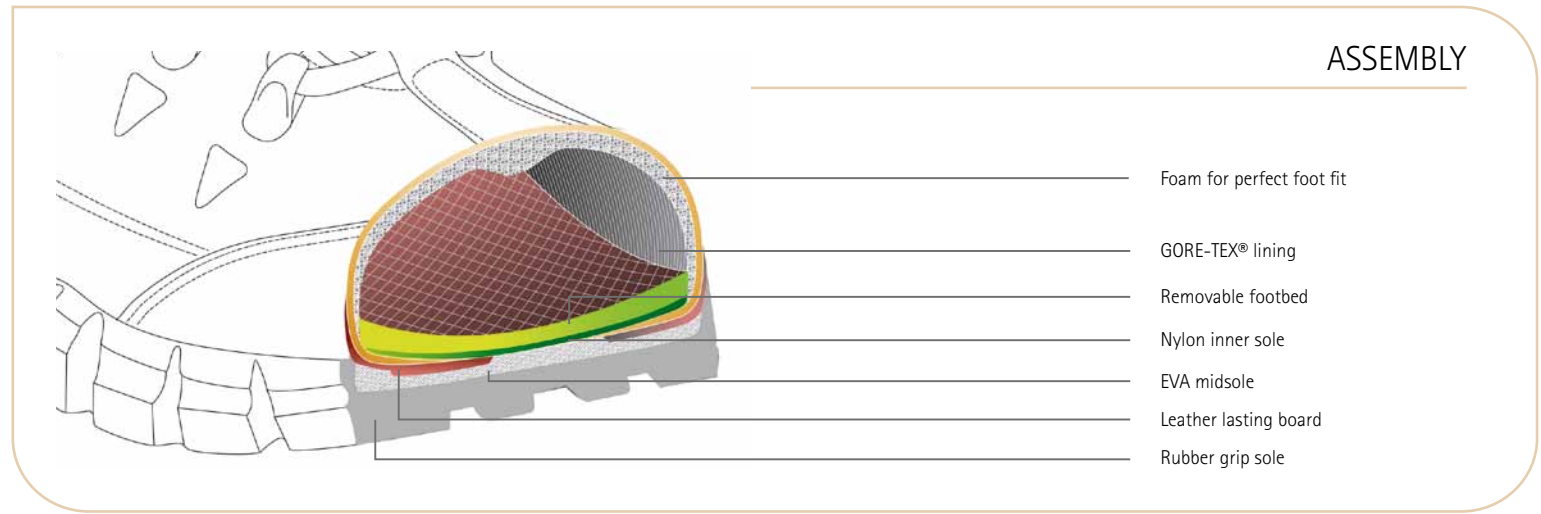 ASSEMBLY
Foam for perfect foot fit
GORE-TEX® lining
Removable footbed
Nylon inner sole
EVA midsole
Leather lasting board
Rubber grip sole